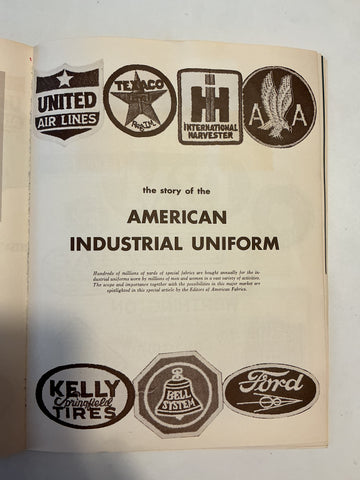 UNITED
AIR LINES
TEXACO
INTERNATIONAL
HARVESTER
A A
the story of the
AMERICAN
INDUSTRIAL UNIFORM
Hundreds of millions of yards of special fabrics are bought annually for the in-
dustrial uniforms worn by millions of men and women in a vast variety of activities.
The scope and importance together with the possibilities in this major market are
spotlighted in this special article by the Editors of American Fabrics.
KELLY
Springfield
TIRES
BELL
SYSTEM
Ford